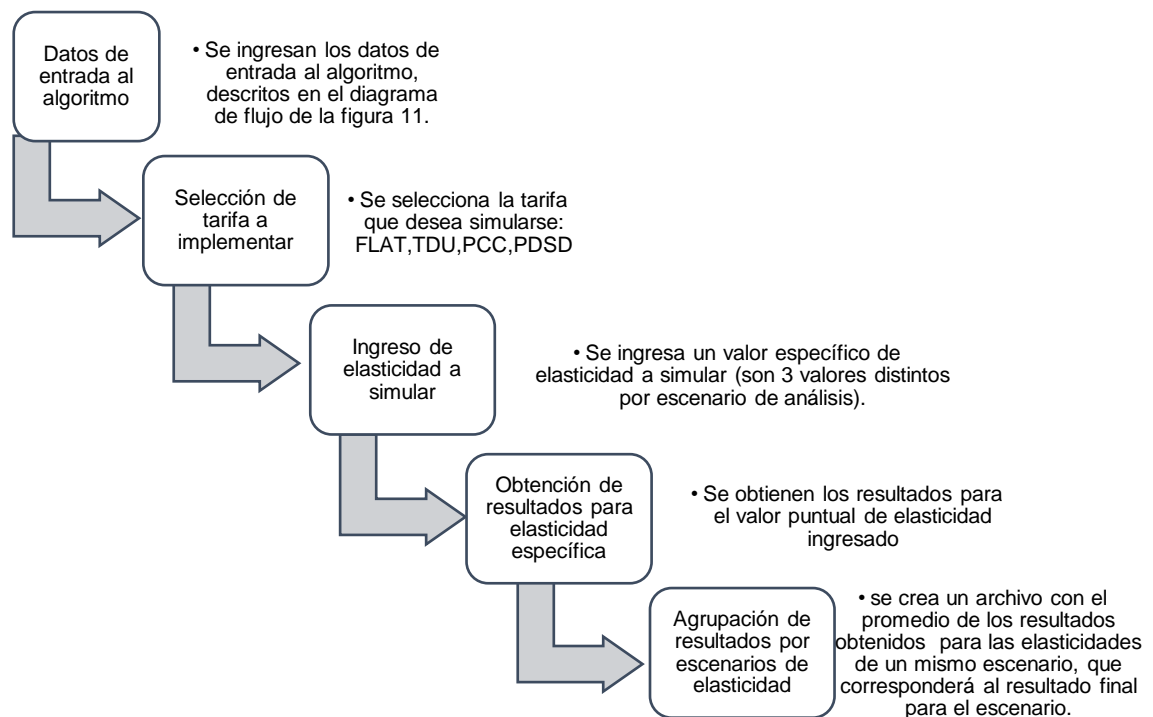 Datos de
entrada al
algoritmo
• Se ingresan los datos de
entrada al algoritmo,
descritos en el diagrama
de flujo de la figura 11.
Selección de
tarifa a
implementar
• Se selecciona la tarifa
que desea simularse:
FLAT,TDU,PCC,PDSD
Ingreso de
elasticidad a
simular
• Se ingresa un valor específico de
elasticidad a simular (son 3 valores distintos
por escenario de análisis).
Obtención de
resultados para
elasticidad
específica
• Se obtienen los resultados para
el valor puntual de elasticidad
ingresado
Agrupación de
resultados por
escenarios de
elasticidad
• se crea un archivo con el
promedio de los resultados
obtenidos para las elasticidades
de un mismo escenario, que
corresponderá al resultado final
para el escenario.